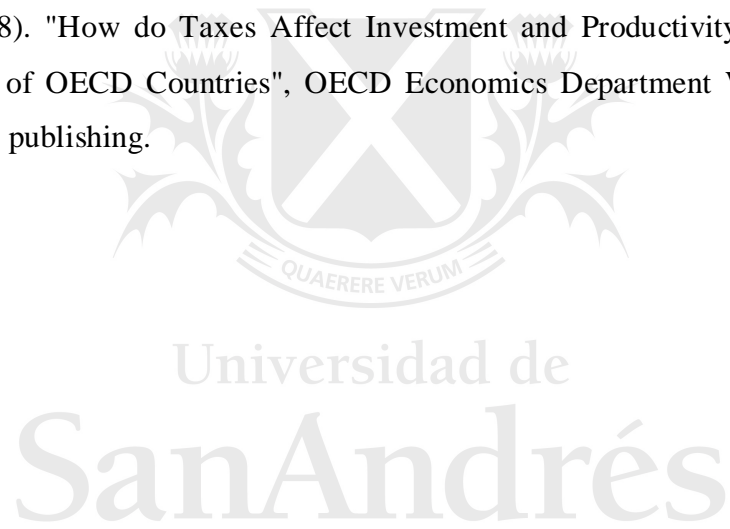 8). "How do Taxes Affect Investment and Productivity
of OECD Countries", OECD Economics Department
publishing.
QUAERERE VERUM
Universidad de
SanAndrés